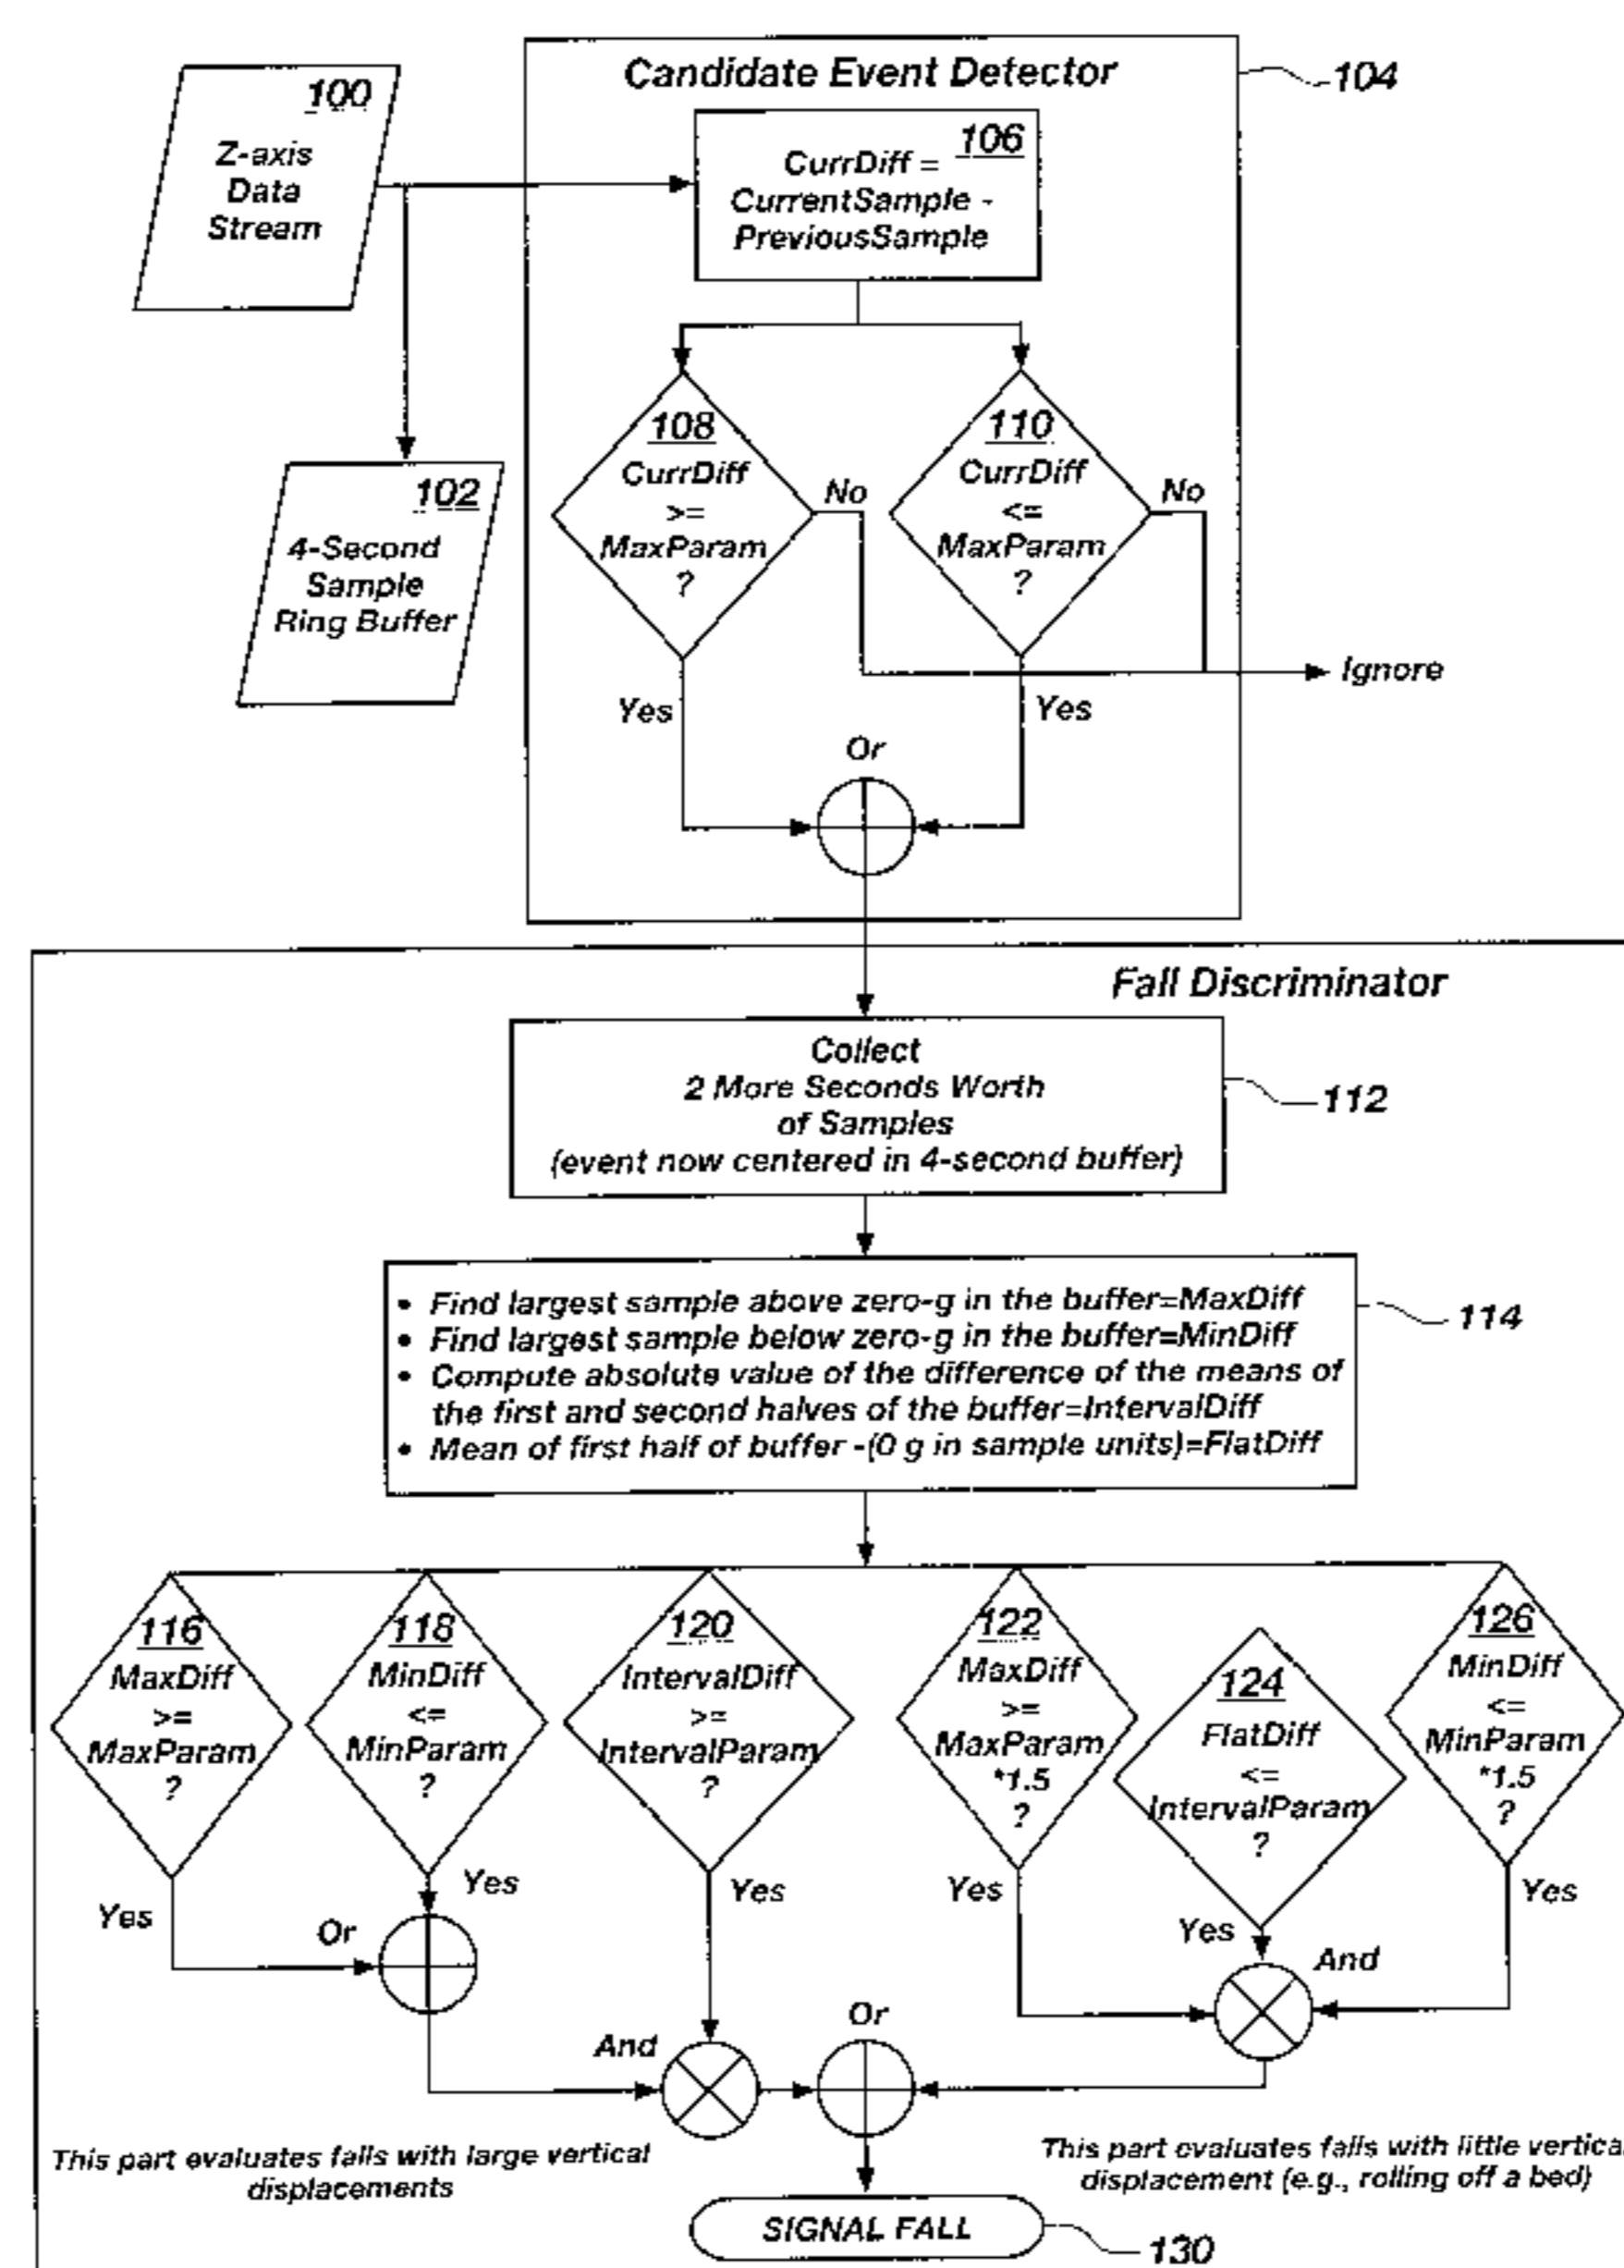 Candidate Event Detector
104
100
Z-axis
Data
Stream
106
CurrDiff =
CurrentSample -
PreviousSample
102
4-Second
Sample
Ring Buffer
108
CurrDiff
>=
MaxParam
?
No
Yes
110
CurrDiff
<=
MaxParam
?
No
Yes
Ignore
Or
Fall Discriminator
Collect
2 More Seconds Worth
of Samples
(event now centered in 4-second buffer)
112
• Find largest sample above zero-g in the buffer=MaxDiff
• Find largest sample below zero-g in the buffer=MinDiff
• Compute absolute value of the difference of the means of
the first and second halves of the buffer=IntervalDiff
• Mean of first half of buffer -(0 g in sample units)=FlatDiff
114
116
MaxDiff
>=
MaxParam
?
Yes
118
MinDiff
<=
MinParam
?
Yes
120
IntervalDiff
>=
IntervalParam
?
Yes
122
MaxDiff
>=
MaxParam
*1.5
?
Yes
124
FlatDiff
<=
IntervalParam
?
Yes
126
MinDiff
<=
MinParam
*1.5
?
Yes
Or
And
And
Or
This part evaluates falls with large vertical
displacements
This part evaluates falls with little vertical
displacement (e.g., rolling off a bed)
SIGNAL FALL
130